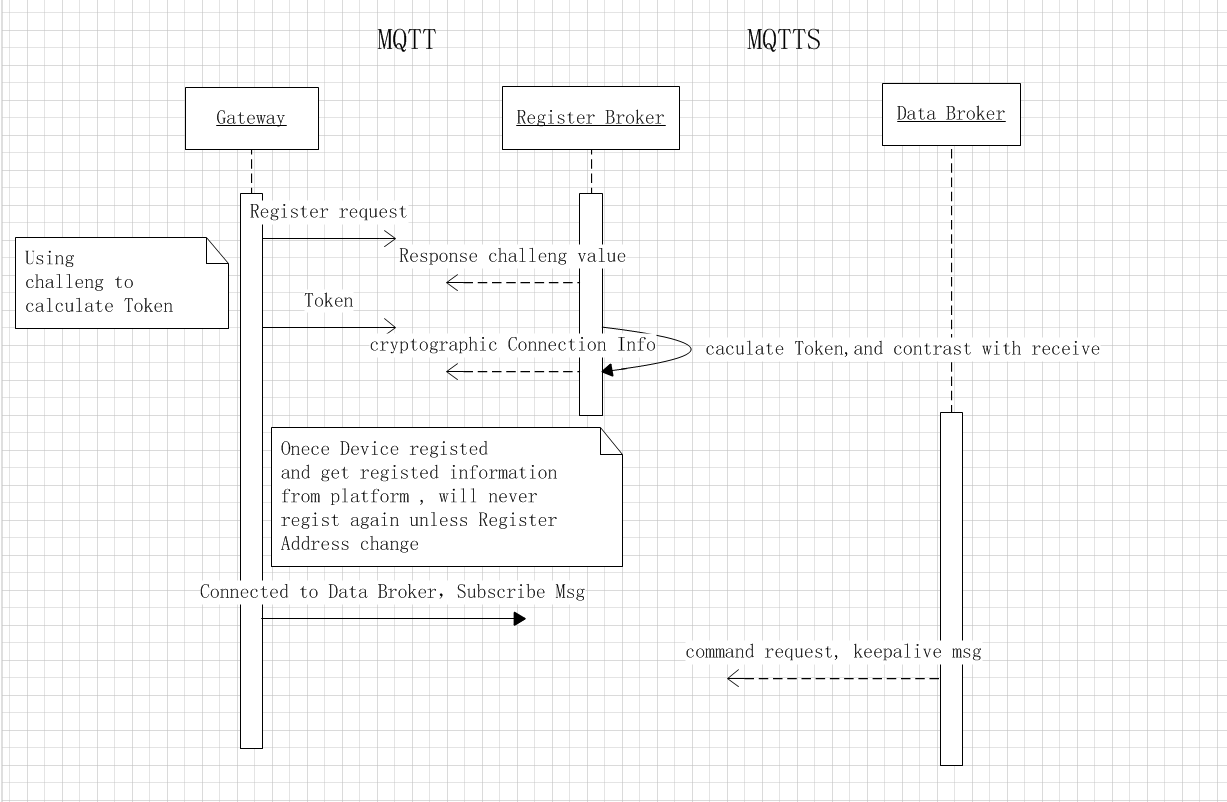 MQTT
MQTTS
Gateway
Register Broker
Data Broker
Register request
Using
challeng to
calculate Token
Response challeng value
Token
cryptographic Connection Info
caculate Token,and contrast with receive
Onece Device registed
and get registed information
from platform , will never
regist again unless Register
Address change
Connected to Data Broker，Subscribe Msg
command request, keepalive msg